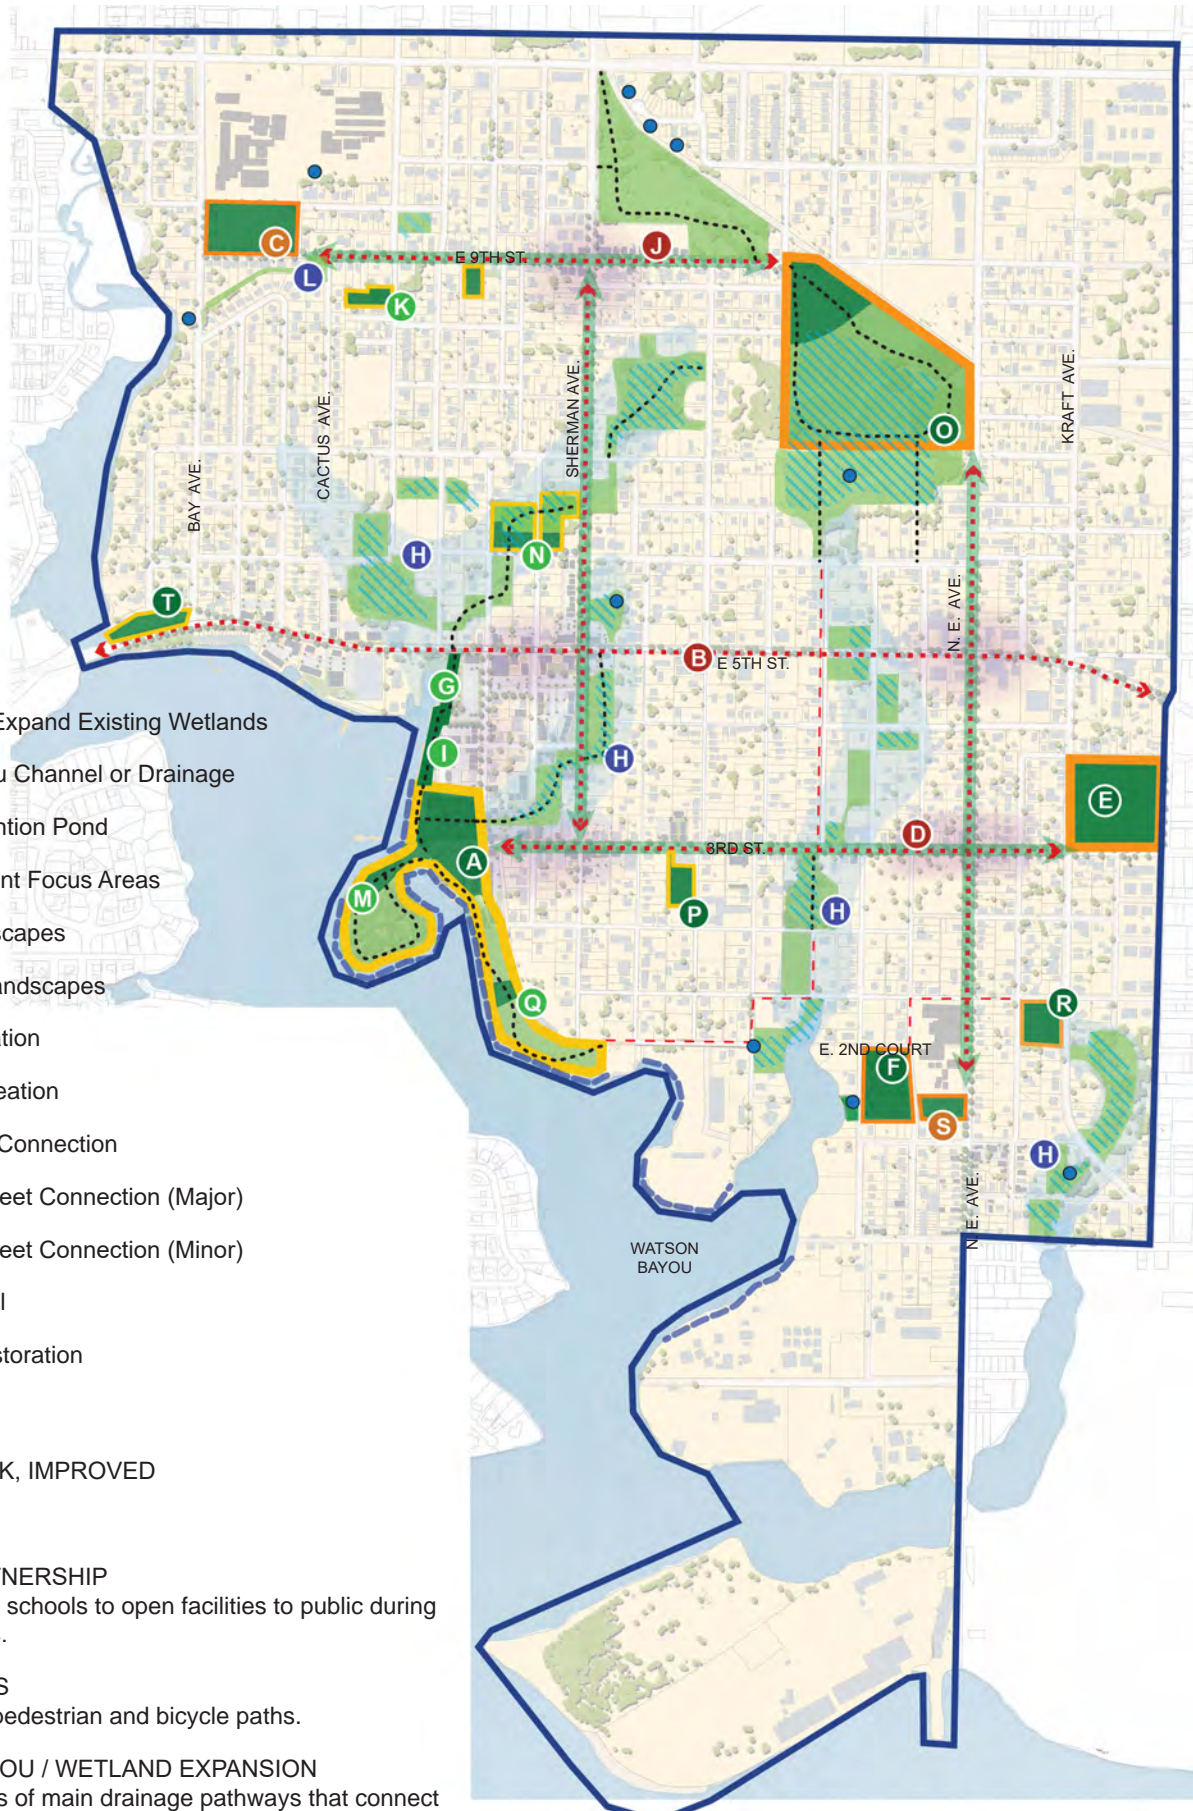 C
J
E 9TH ST.
L
K
SHERMAN AVE.
CACTUS AVE.
KRAFT AVE.
O
BAY AVE.
H
N
N. E. AVE.
T
B
E 5TH ST.
G
Expand Existing Wetlands
I
H
u Channel or Drainage
E
ntion Pond
3RD ST.
D
A
nt Focus Areas
M
P
H
scapes
andscapes
Q
R
ation
E. 2ND COURT
F
eation
S
Connection
H
eet Connection (Major)
N. E. AVE.
eet Connection (Minor)
WATSON
BAYOU
l
storation
K, IMPROVED
TNERSHIP
schools to open facilities to public during
.
S
pedestrian and bicycle paths.
OU / WETLAND EXPANSION
s of main drainage pathways that connect